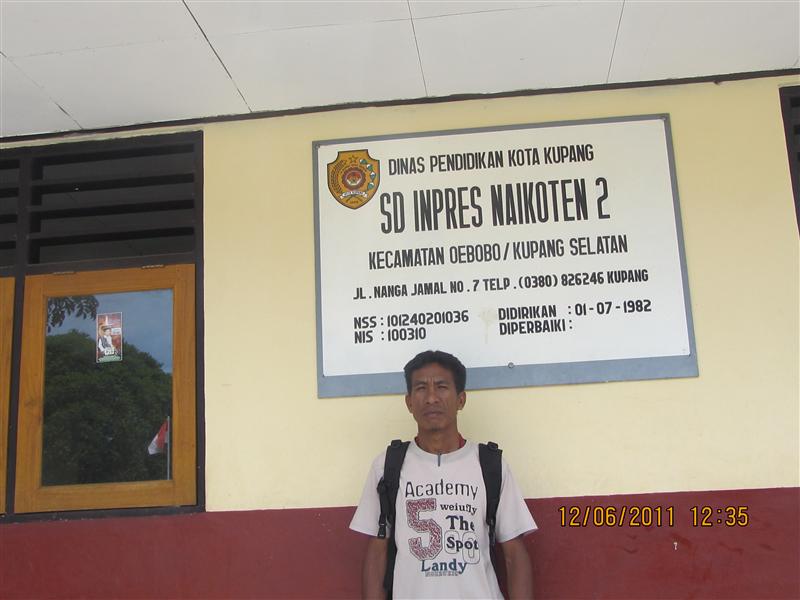 DINAS PENDIDIKAN KOTA KUPANG
SD INPRES NAIKOTEN 2
KECAMATAN OEBOBO/KUPANG SELATAN
JL. NANGA JAMAL NO. 7 TELP. (0380) 826246 KUPANG
NSS : 101240201036 DIDIRIKAN : 01-07-1982
NIS : 100310 DIPERBAIKI :
Academy
500
weiufly
The
Spot
Landy
12/06/2011 12:35